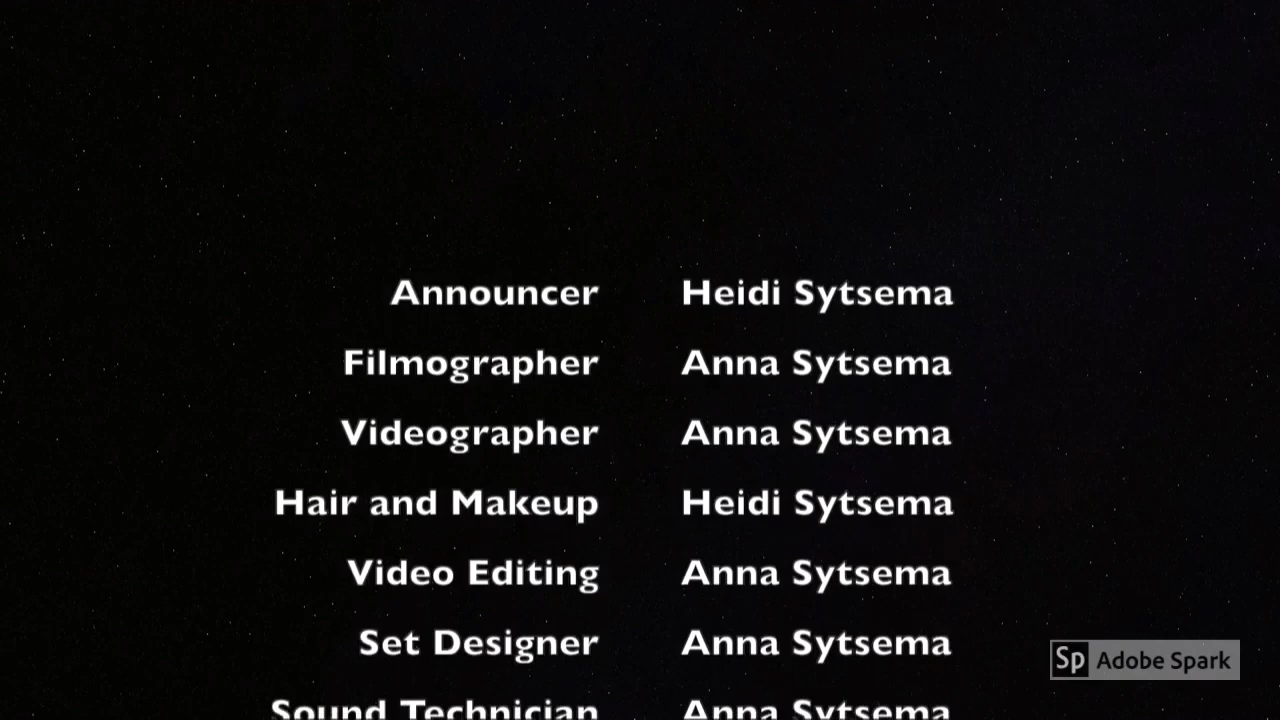 Announcer Heidi Sytsema
Filmographer Anna Sytsema
Videographer Anna Sytsema
Hair and Makeup Heidi Sytsema
Video Editing Anna Sytsema
Set Designer Anna Sytsema
Sp Adobe Spark
Sound Technician Anna Sytsema